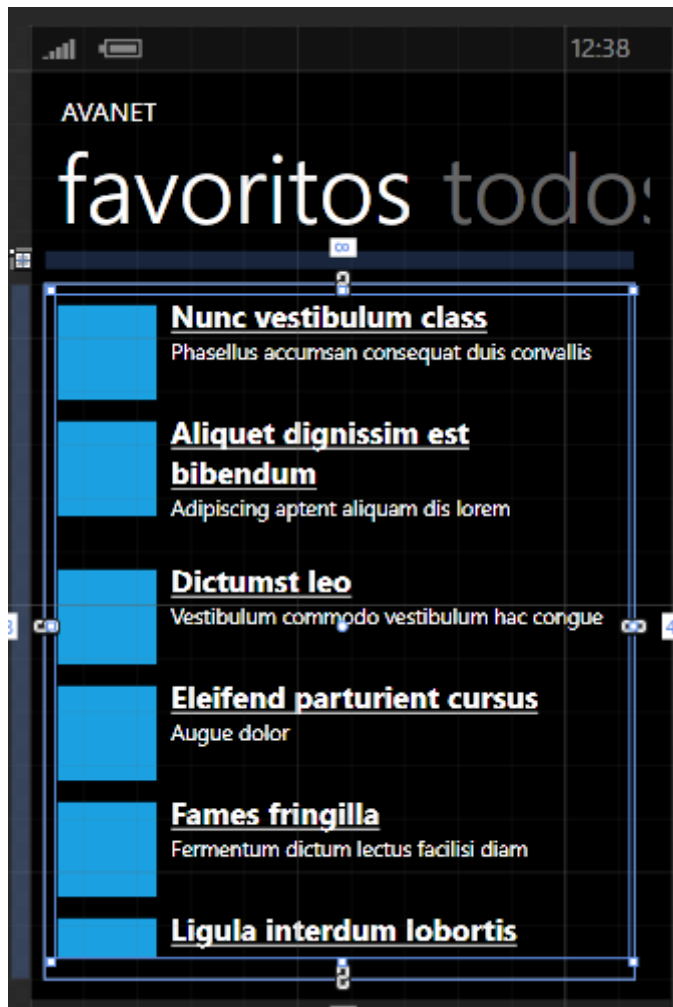 12:38
AVANET
favoritos todos
Nunc vestibulum class
Phasellus accumsan consequat duis convallis
Aliquet dignissim est
bibendum
Adipiscing aptent aliquam dis lorem
Dictumst leo
Vestibulum commodo vestibulum hac congue
Eleifend parturient cursus
Augue dolor
Fames fringilla
Fermentum dictum lectus facilisi diam
Ligula interdum lobortis